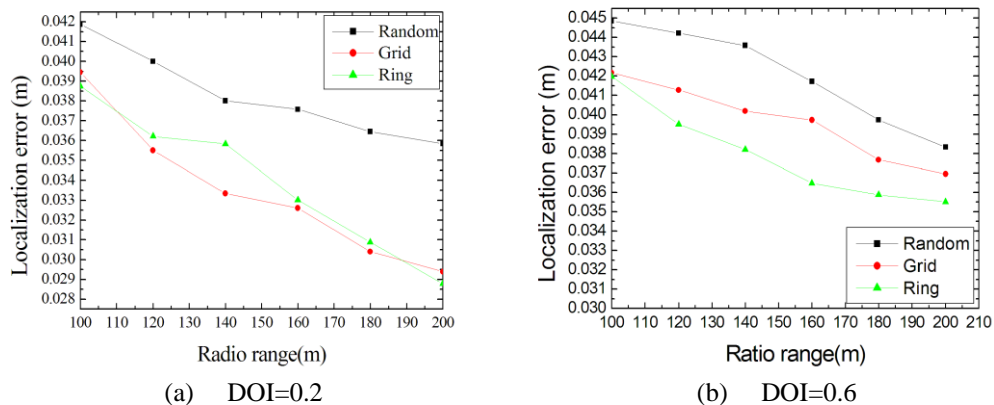 0.042
0.041
0.040
0.039
0.038
0.037
0.036
0.035
0.034
0.033
0.032
0.031
0.030
0.029
0.028
Localization error (m)
Random
Grid
Ring
100 110 120 130 140 150 160 170 180 190 200
Radio range(m)
(a) DOI=0.2
0.045
0.044
0.043
0.042
0.041
0.040
0.039
0.038
0.037
0.036
0.035
0.034
0.033
0.032
0.031
0.030
Localization error (m)
Random
Grid
Ring
100 110 120 130 140 150 160 170 180 190 200 210
Ratio range(m)
(b) DOI=0.6